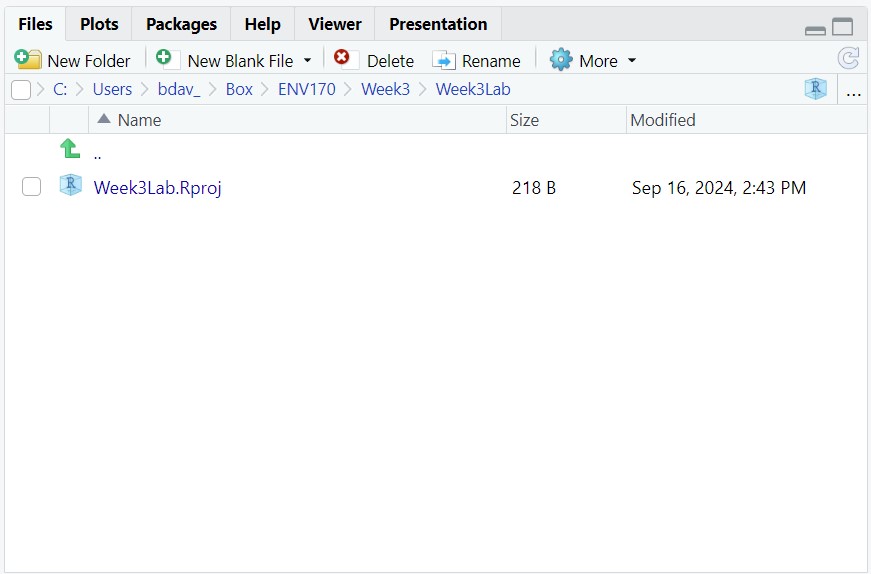 Files Plots Packages Help Viewer Presentation
New Folder New Blank File Delete Rename More
C: Users bdav_ Box ENV170 Week3 Week3Lab R ...
Name Size Modified
..
R Week3Lab.Rproj 218 B Sep 16, 2024, 2:43 PM